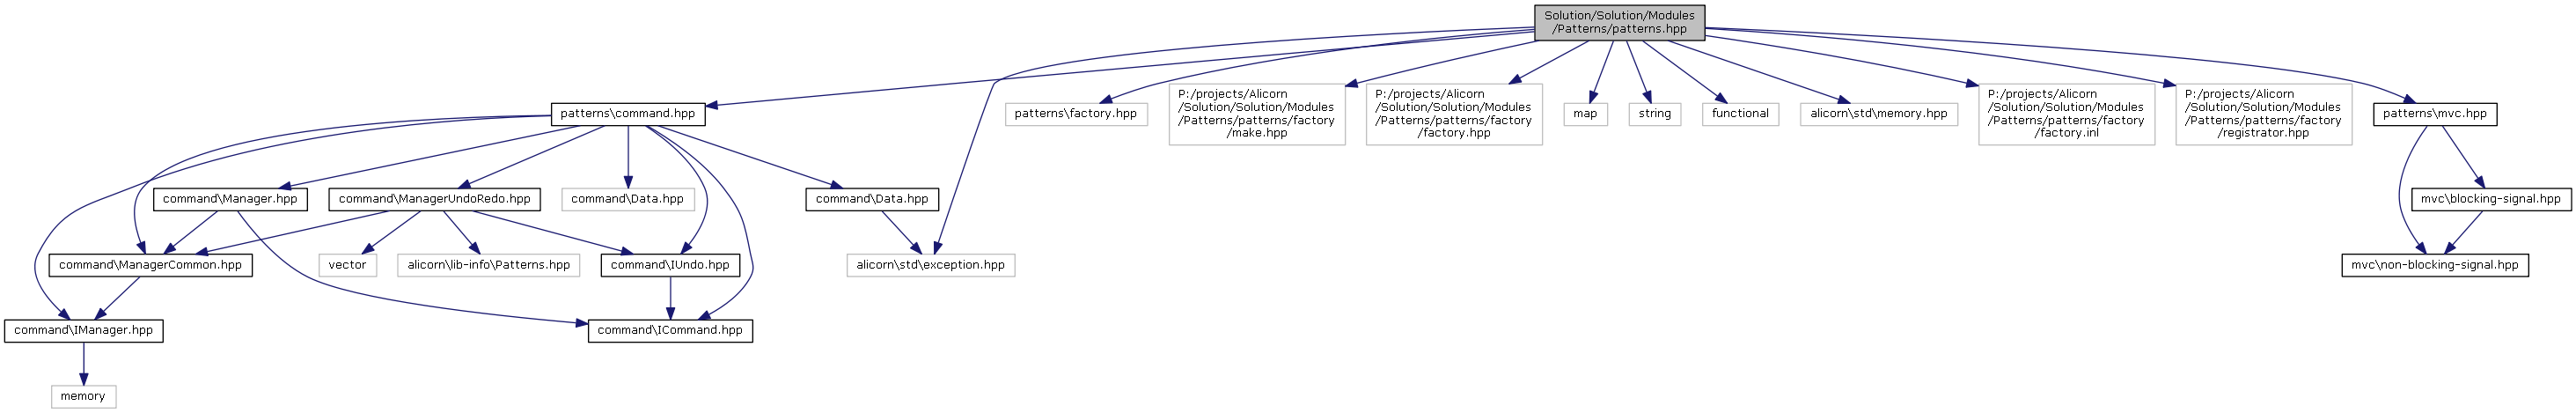 Solution/Solution/Modules
/Patterns/patterns.hpp
patterns\command.hpp
patterns\factory.hpp
P:/projects/Alicorn
/Solution/Solution/Modules
/Patterns/patterns/factory
/make.hpp
P:/projects/Alicorn
/Solution/Solution/Modules
/Patterns/patterns/factory
/factory.hpp
map
string
functional
alicorn\std\memory.hpp
P:/projects/Alicorn
/Solution/Solution/Modules
/Patterns/patterns/factory
/factory.inl
P:/projects/Alicorn
/Solution/Solution/Modules
/Patterns/patterns/factory
/registrator.hpp
patterns\mvc.hpp
command\Manager.hpp
command\ManagerUndoRedo.hpp
command\Data.hpp
command\Data.hpp
mvc\blocking-signal.hpp
command\ManagerCommon.hpp
vector
alicorn\lib-info\Patterns.hpp
command\IUndo.hpp
alicorn\std\exception.hpp
mvc\non-blocking-signal.hpp
command\IManager.hpp
command\ICommand.hpp
memory